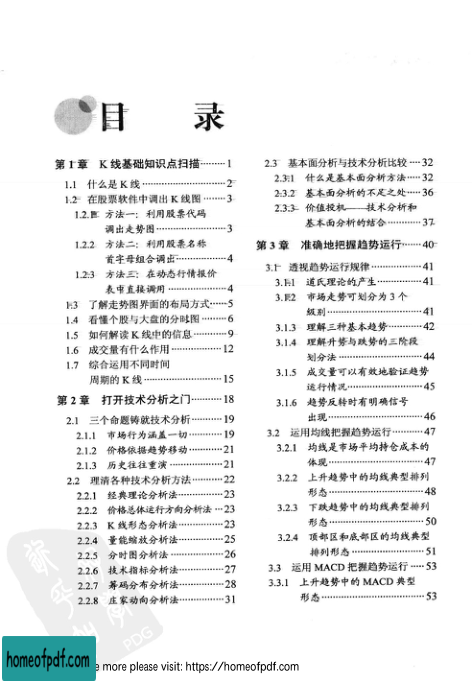 目 录
第1章 K线基础知识点扫描………1
1.1 什么是K线………2
1.2 在股票软件中调出K线图………3
1.2.1 方法一：利用股票代码
调出走势图………3
1.2.2 方法二：利用股票名称
首字母组合调出………4
1.2.3 方法三：在动态行情报价
表中直接调用………4
1.3 了解走势图界面的布局方式……5
1.4 看懂个股与大盘的分时图………6
1.5 如何解读K线中的信息………9
1.6 成交量有什么作用………12
1.7 综合运用不同时间
周期的K线………15
第2章 打开技术分析之门………18
2.1 三个命题铸就技术分析………19
2.1.1 市场行为涵盖一切………19
2.1.2 价格依据趋势移动………21
2.1.3 历史往往重演………21
2.2 理清各种技术分析方法………22
2.2.1 经典理论分析法………23
2.2.2 价格总体运行方向分析法…23
2.2.3 K线形态分析法………23
2.2.4 量能缩放分析法………25
2.2.5 分时图分析法………26
2.2.6 技术指标分析法………27
2.2.7 筹码分布分析法………28
2.2.8 庄家动向分析法………31
2.3 基本面分析与技术分析比较…32
2.3.1 什么是基本面分析方法……32
2.3.2 基本面分析的不足之处……36
2.3.3 价值投机——技术分析和
基本面分析的结合………37
第3章 准确地把握趋势运行……40
3.1 透视趋势运行规律………41
3.1.1 道氏理论的产生………41
3.1.2 市场走势可划分为3个
级别………41
3.1.3 理解三种基本趋势………42
3.1.4 理解升势与跌势的三阶段
划分法………44
3.1.5 成交量可以有效地验证趋势
运行情况………45
3.1.6 趋势反转时有明确信号
出现………46
3.2 运用均线把握趋势运行………47
3.2.1 均线是市场平均持仓成本的
体现………47
3.2.2 上升趋势中的均线典型排列
形态………48
3.2.3 下跌趋势中的均线典型排列
形态………50
3.2.4 顶部区和底部区的均线典型
排列形态………51
3.3 运用MACD把握趋势运行……53
3.3.1 上升趋势中的MACD典型
形态………53
PDG
homeofpdf.com
e more please visit: https://homeofpdf.com